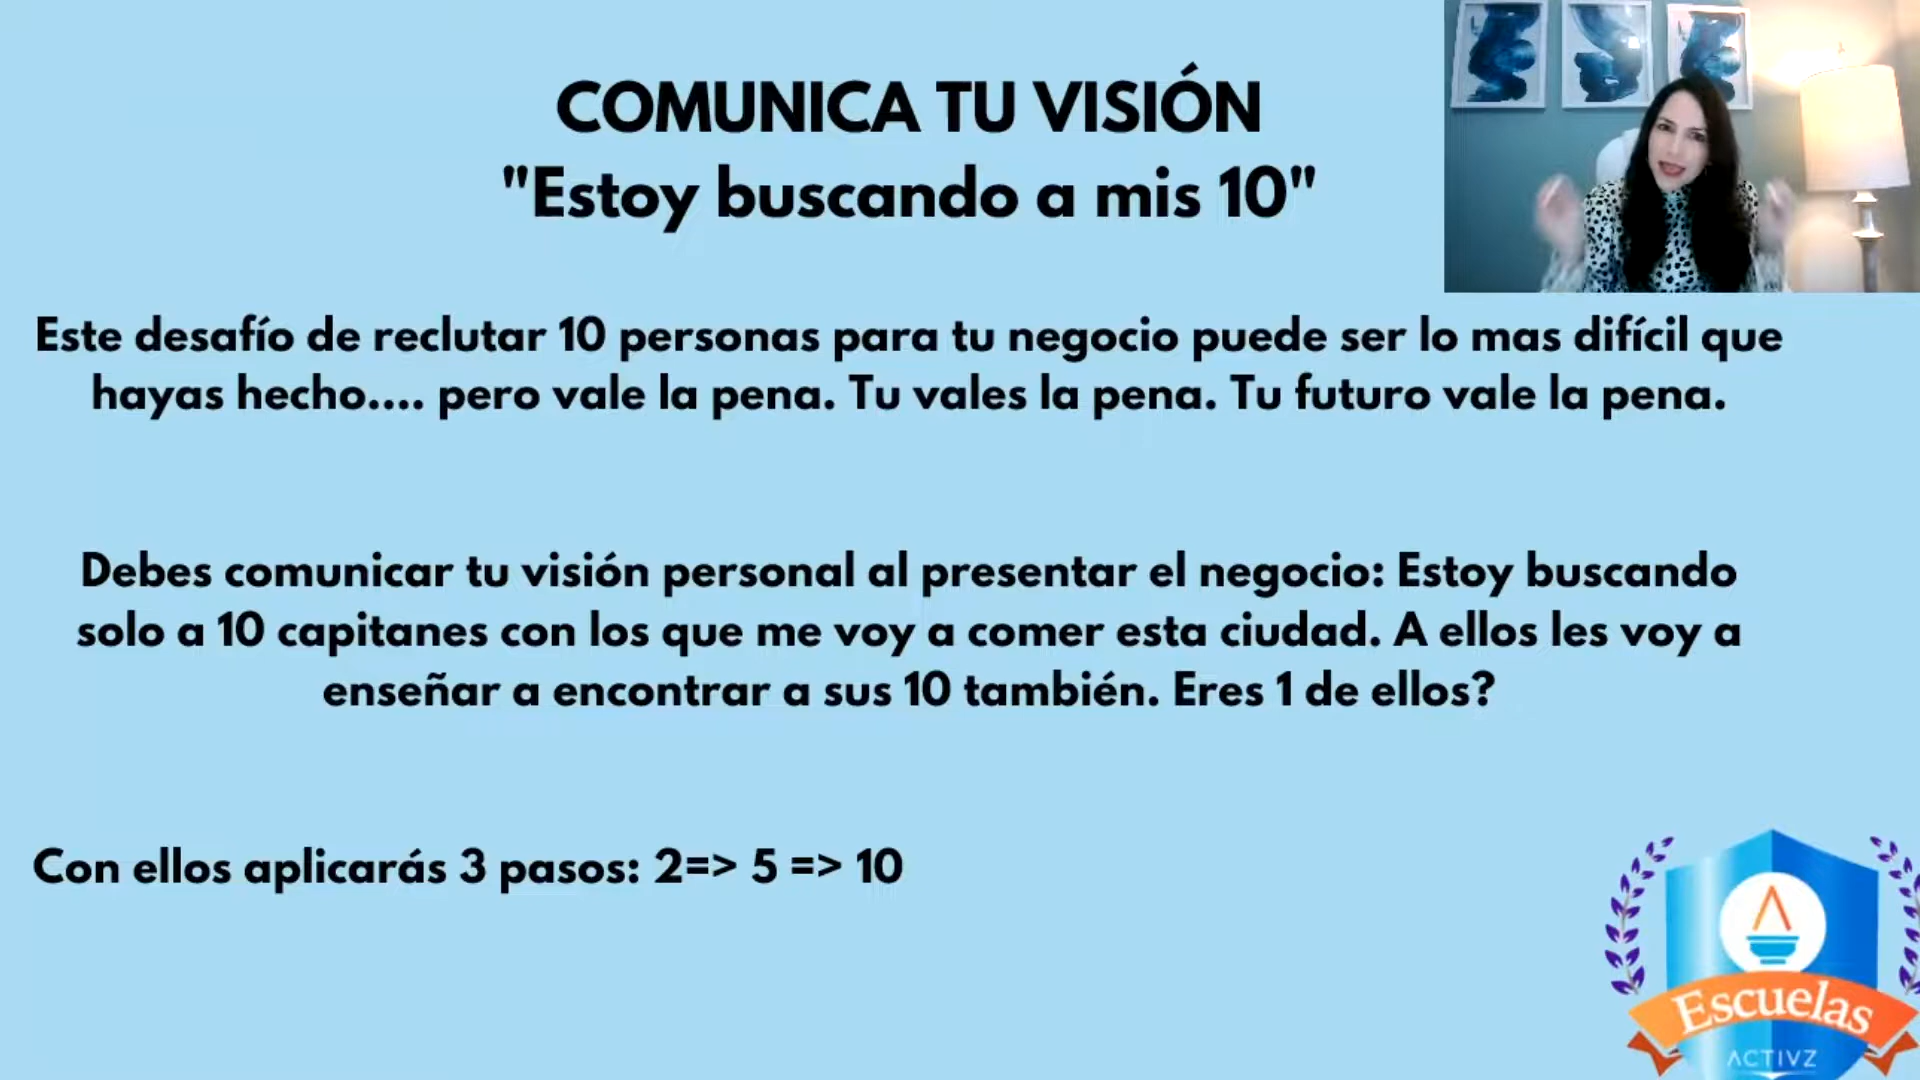 COMUNICA TU VISIÓN
"Estoy buscando a mis 10"
Este desafío de reclutar 10 personas para tu negocio puede ser lo mas difícil que
hayas hecho.... pero vale la pena. Tu vales la pena. Tu futuro vale la pena.
Debes comunicar tu visión personal al presentar el negocio: Estoy buscando
solo a 10 capitanes con los que me voy a comer esta ciudad. A ellos les voy a
enseñar a encontrar a sus 10 también. Eres 1 de ellos?
Con ellos aplicarás 3 pasos: 2=> 5 => 10
Escuelas
ACTIVZ